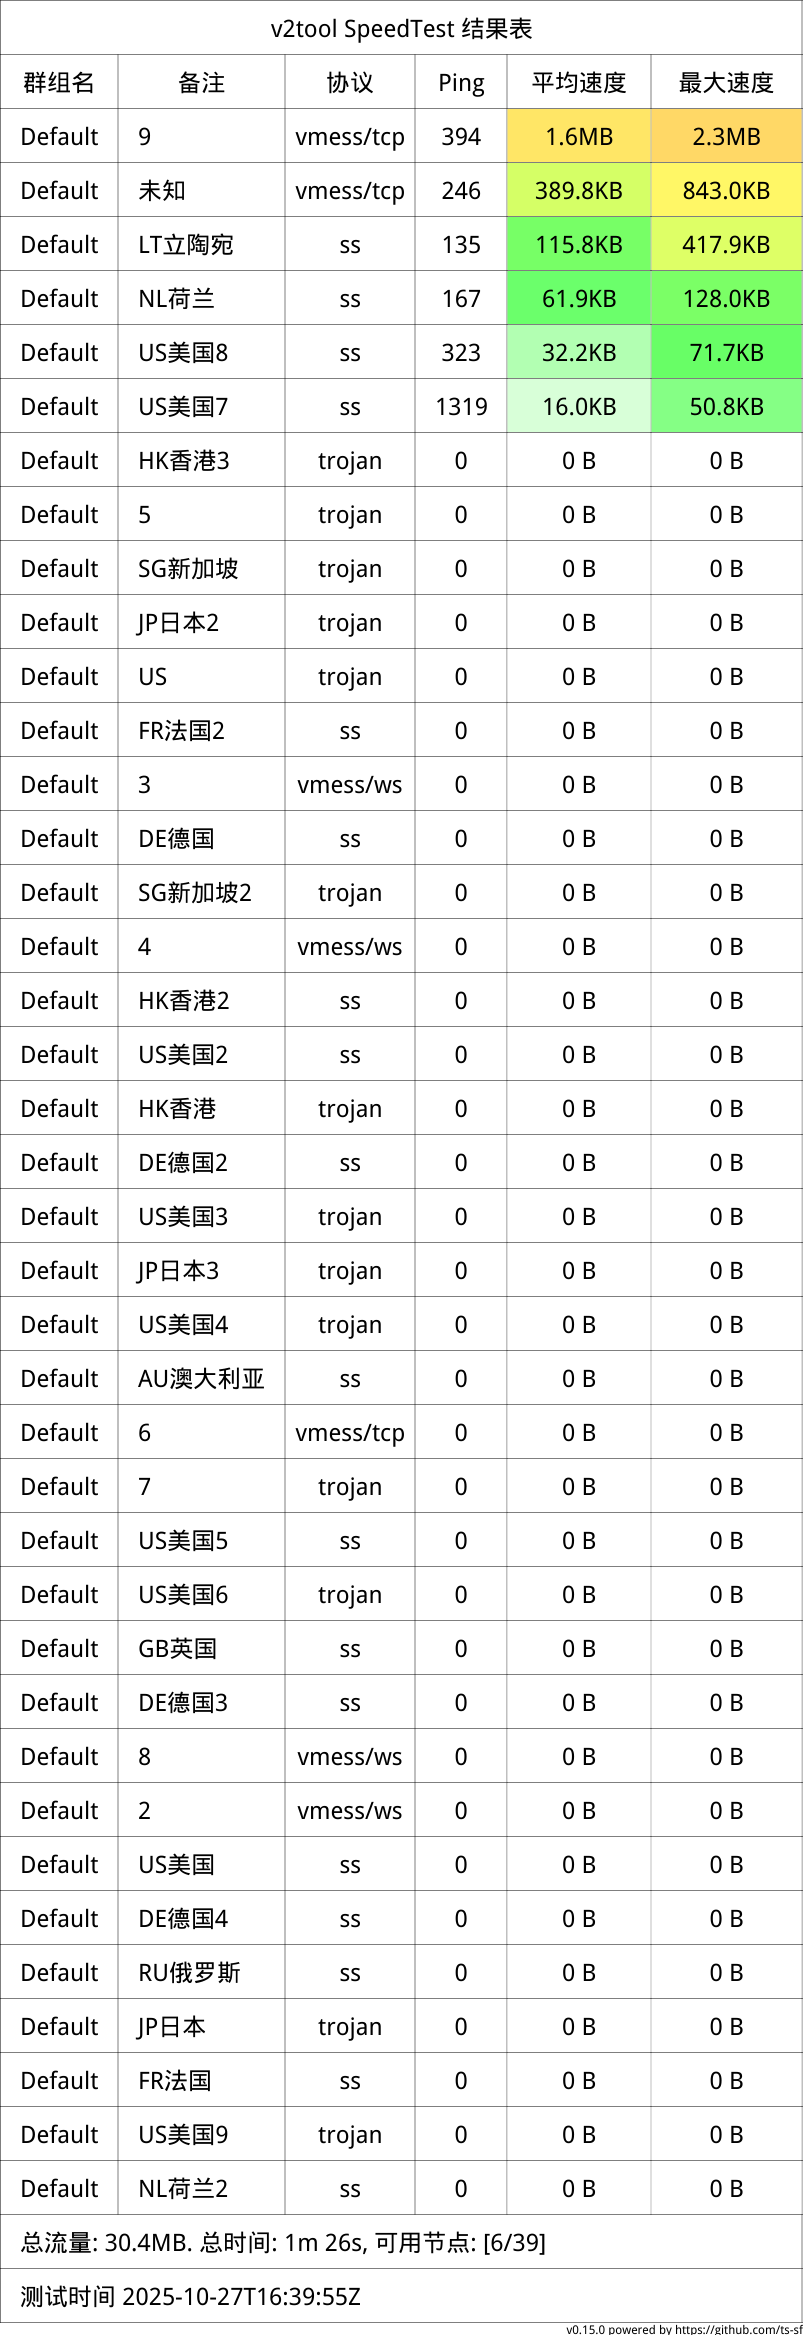 v2tool SpeedTest 结果表
群组名 备注 协议 Ping 平均速度 最大速度
Default 9 vmess/tcp 394 1.6MB 2.3MB
Default 未知 vmess/tcp 246 389.8KB 843.0KB
Default LT立陶宛 ss 135 115.8KB 417.9KB
Default NL荷兰 ss 167 61.9KB 128.0KB
Default US美国8 ss 323 32.2KB 71.7KB
Default US美国7 ss 1319 16.0KB 50.8KB
Default HK香港3 trojan 0 0 B 0 B
Default 5 trojan 0 0 B 0 B
Default SG新加坡 trojan 0 0 B 0 B
Default JP日本2 trojan 0 0 B 0 B
Default US trojan 0 0 B 0 B
Default FR法国2 ss 0 0 B 0 B
Default 3 vmess/ws 0 0 B 0 B
Default DE德国 ss 0 0 B 0 B
Default SG新加坡2 trojan 0 0 B 0 B
Default 4 vmess/ws 0 0 B 0 B
Default HK香港2 ss 0 0 B 0 B
Default US美国2 ss 0 0 B 0 B
Default HK香港 trojan 0 0 B 0 B
Default DE德国2 ss 0 0 B 0 B
Default US美国3 trojan 0 0 B 0 B
Default JP日本3 trojan 0 0 B 0 B
Default US美国4 trojan 0 0 B 0 B
Default AU澳大利亚 ss 0 0 B 0 B
Default 6 vmess/tcp 0 0 B 0 B
Default 7 trojan 0 0 B 0 B
Default US美国5 ss 0 0 B 0 B
Default US美国6 trojan 0 0 B 0 B
Default GB英国 ss 0 0 B 0 B
Default DE德国3 ss 0 0 B 0 B
Default 8 vmess/ws 0 0 B 0 B
Default 2 vmess/ws 0 0 B 0 B
Default US美国 ss 0 0 B 0 B
Default DE德国4 ss 0 0 B 0 B
Default RU俄罗斯 ss 0 0 B 0 B
Default JP日本 trojan 0 0 B 0 B
Default FR法国 ss 0 0 B 0 B
Default US美国9 trojan 0 0 B 0 B
Default NL荷兰2 ss 0 0 B 0 B
总流量: 30.4MB. 总时间: 1m 26s, 可用节点: [6/39]
测试时间 2025-10-27T16:39:55Z
v0.15.0 powered by https://github.com/ts-sf